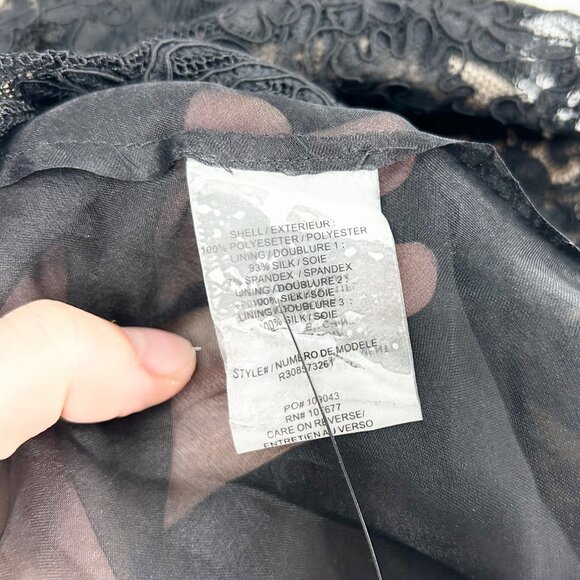 SHELL / EXTERIEUR :
100% POLYESETER / POLYESTER
LINING / DOUBLURE 1 :
93% SILK / SOIE
7% SPANDEX / SPANDEX
LINING / DOUBLURE 2 :
100% SILK / SOIE
LINING / DOUBLURE 3 :
100% SILK / SOIE
STYLE# / NUMERO DE MODELE
R308573261
PO# 109043
CARE ON REVERSE/
ENTRETIEN AU VERSO